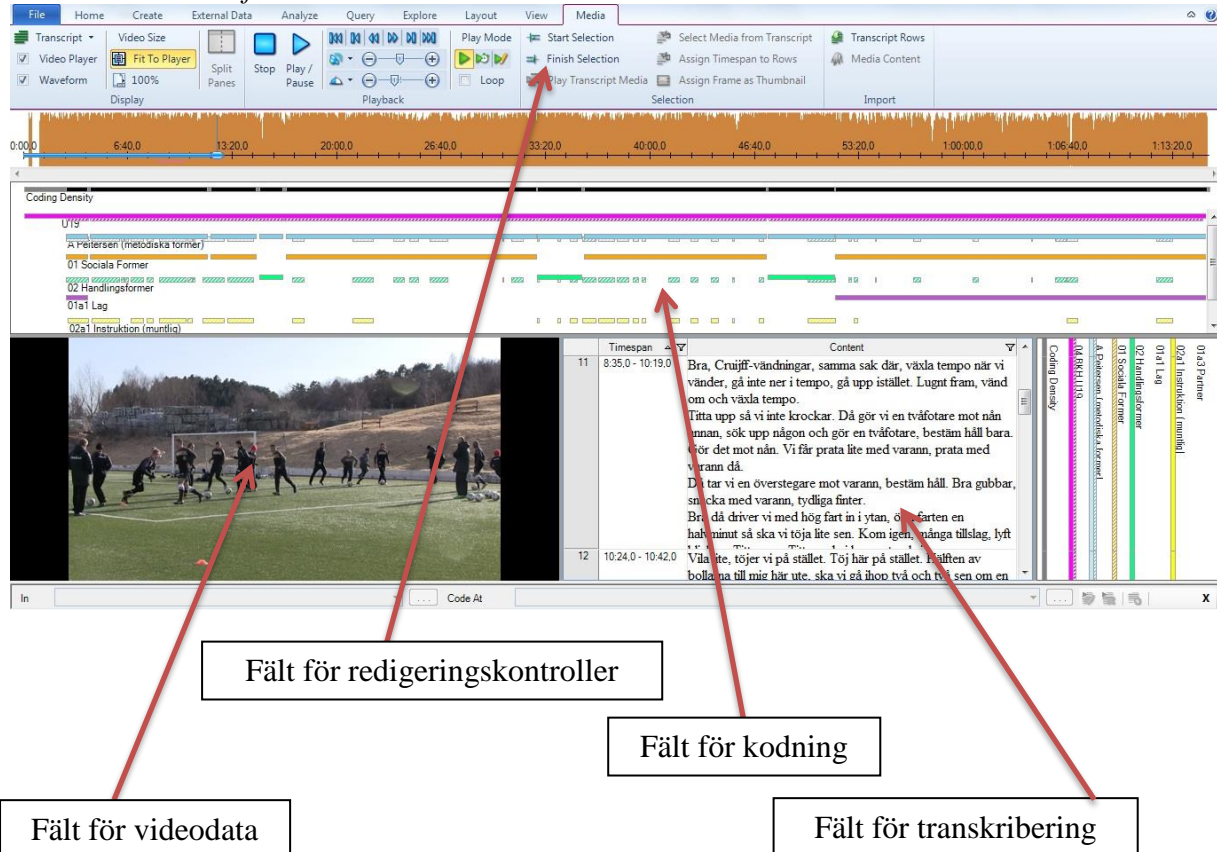 File Home Create External Data Analyze Query Explore Layout View Media
Transcript Video Size Play Mode Start Selection Select Media from Transcript Transcript Rows
Video Player Fit To Player Split Panes Stop Play / Pause Finish Selection Assign Timespan to Rows Media Content
Waveform 100% Loop Play Transcript Media Assign Frame as Thumbnail
Display Playback Selection Import
0:00,0 6:40,0 13:20,0 20:00,0 26:40,0 33:20,0 40:00,0 46:40,0 53:20,0 1:00:00,0 1:06:40,0 1:13:20,0
Coding Density
U19
A Peitersen (metodiska former)
01 Sociala Former
02 Handlingsformer
01a1 Lag
02a1 Instruktion (muntlig)
Timespan Content
11 8:35,0 - 10:19,0 Bra, Cruijff-vändningar, samma sak där, växla tempo när vi
vänder, gå inte ner i tempo, gå upp istället. Lugnt fram, vänd
om och växla tempo.
Titta upp så vi inte krockar. Då gör vi en tvåfotare mot nån
annan, sök upp någon och gör en tvåfotare, bestäm håll bara.
Gör det mot nån. Vi får prata lite med varann, prata med
varann då.
Då tar vi en överstegare mot varann, bestäm håll. Bra gubbar,
snacka med varann, tydliga finter.
Bra då driver vi med hög fart in i ytan, farten en
halvminut så ska vi töja lite sen. Kom igen, många tillslag, lyft
12 10:24,0 - 10:42,0 Vila lite, töjer vi på stället. Töj här på stället. Hälften av
bollarna till mig här ute, ska vi gå ihop två och två sen om en
Coding Density
04 BKH U19
A Peitersen (metodiska former)
01 Sociala Former
02 Handlingsformer
01a1 Lag
02a1 Instruktion (muntlig)
01a3 Partner
In ... Code At ... X
Fält för redigeringskontroller
Fält för kodning
Fält för videodata
Fält för transkribering